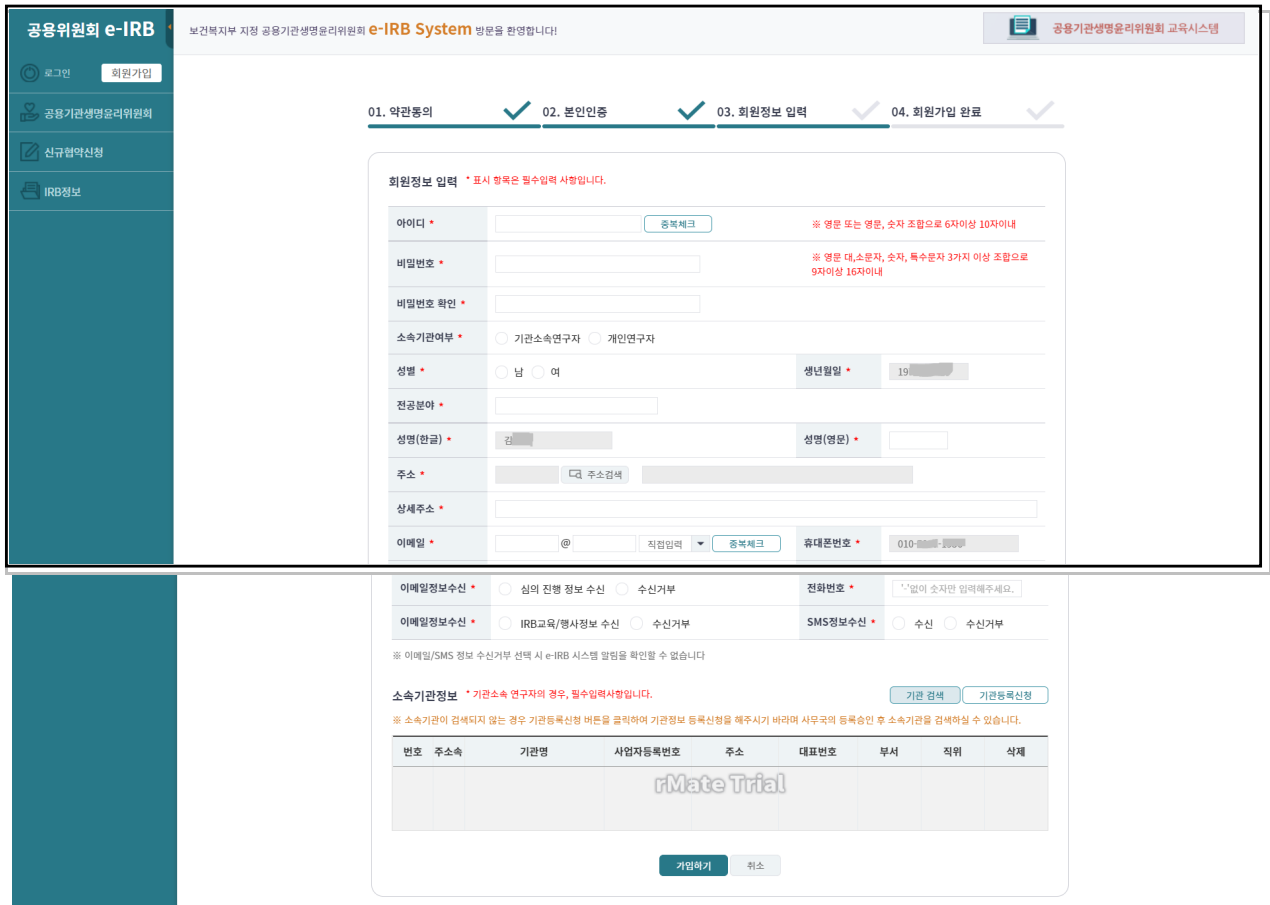 공용위원회 e-IRB
보건복지부 지정 공용기관생명윤리위원회 e-IRB System 방문을 환영합니다!
공용기관생명윤리위원회 교육시스템
로그인
회원가입
공용기관생명윤리위원회
신규협약신청
IRB정보
01. 약관동의
02. 본인인증
03. 회원정보 입력
04. 회원가입 완료
회원정보 입력 * 표시 항목은 필수입력 사항입니다.
아이디 * 중복체크 ※ 영문 또는 영문, 숫자 조합으로 6자이상 10자이내
비밀번호 * ※ 영문 대,소문자, 숫자, 특수문자 3가지 이상 조합으로
9자이상 16자이내
비밀번호 확인 *
소속기관여부 * 기관소속연구자 개인연구자
성별 * 남 여 생년월일 * 19
전공분야 *
성명(한글) * 김 성명(영문) *
주소 * 주소검색
상세주소 *
이메일 * @ 직접입력 중복체크 휴대폰번호 * 010-
이메일정보수신 * 심의 진행 정보 수신 수신거부 전화번호 * '-'없이 숫자만 입력해주세요.
이메일정보수신 * IRB교육/행사정보 수신 수신거부 SMS정보수신 * 수신 수신거부
※ 이메일/SMS 정보 수신거부 선택 시 e-IRB 시스템 알림을 확인할 수 없습니다
소속기관정보 * 기관소속 연구자의 경우, 필수입력사항입니다. 기관 검색 기관등록신청
※ 소속기관이 검색되지 않는 경우 기관등록신청 버튼을 클릭하여 기관정보 등록신청을 해주시기 바라며 사무국의 등록승인 후 소속기관을 검색하실 수 있습니다.
번호 주소속 기관명 사업자등록번호 주소 대표번호 부서 직위 삭제
rMate Trial
가입하기 취소